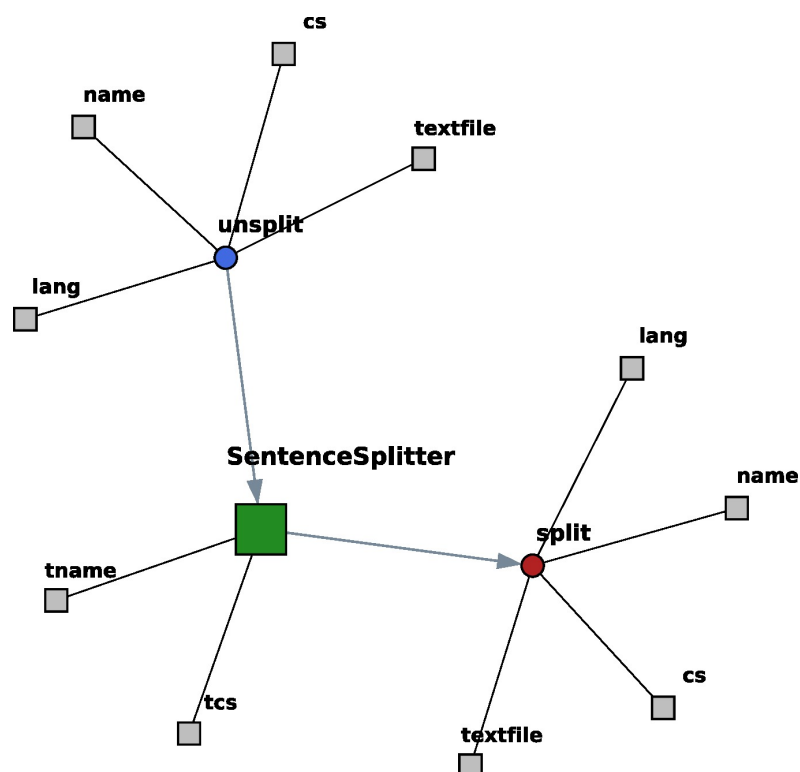 cs
name
textfile
unsplit
lang
lang
SentenceSplitter
name
split
tname
cs
tcs
textfile